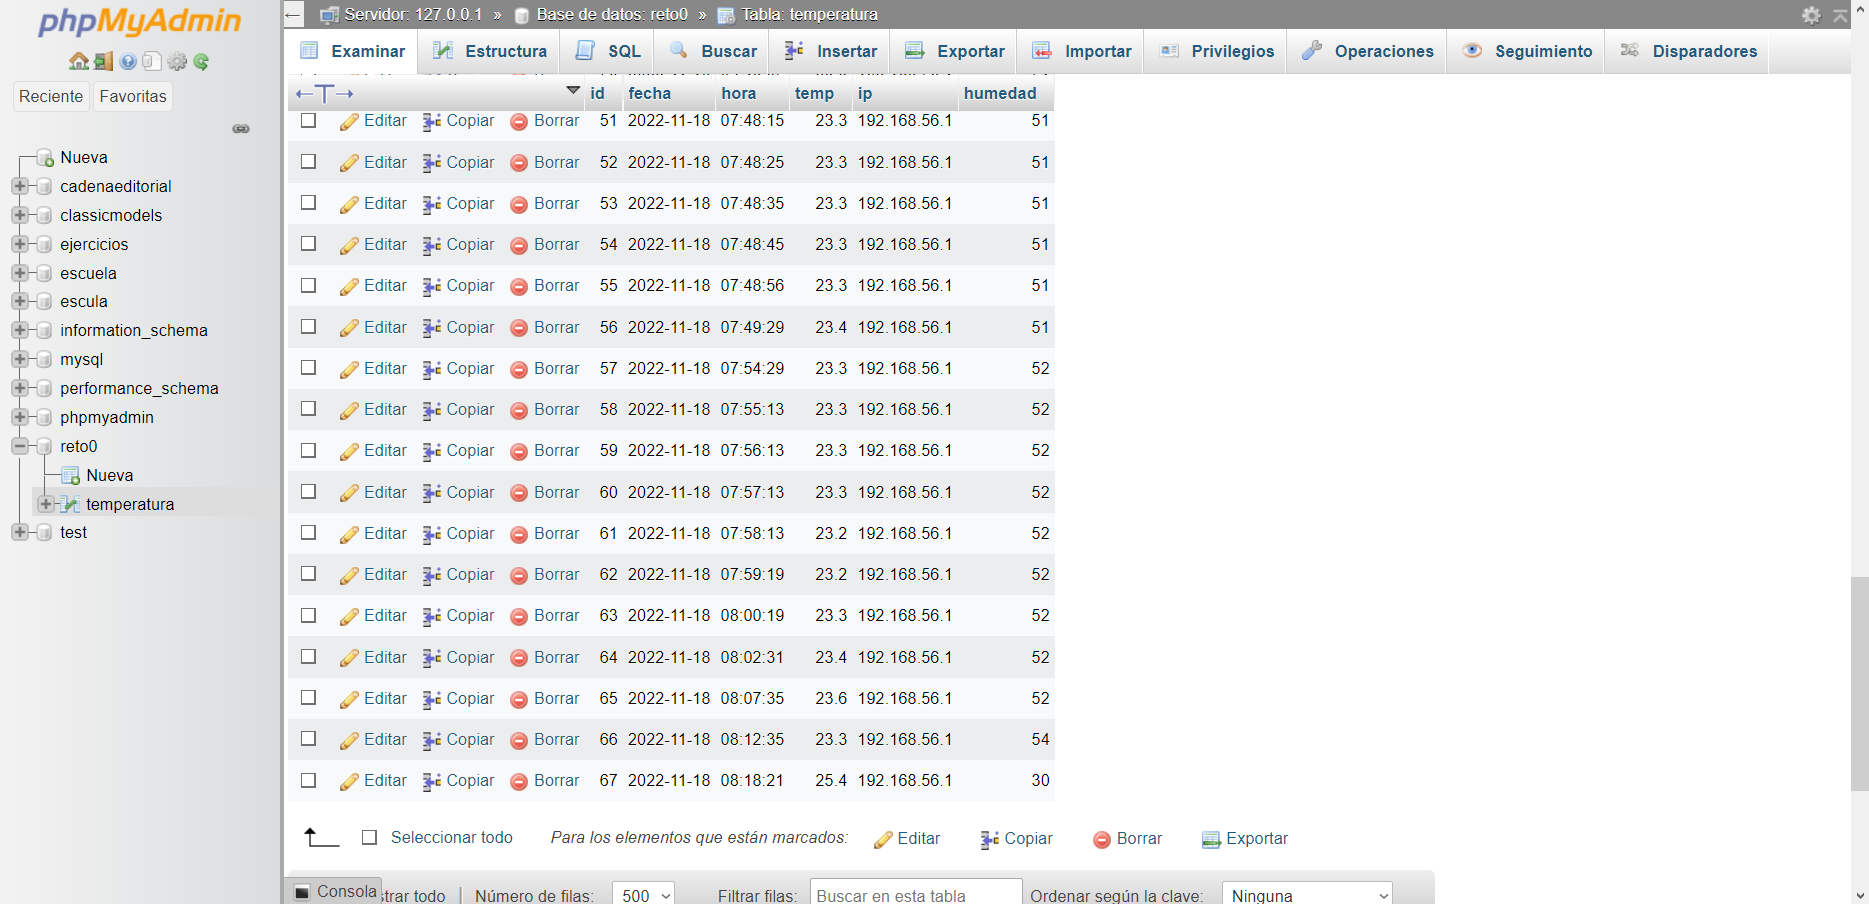 phpMyAdmin
Reciente Favoritas
Nueva
cadenaeditorial
classicmodels
ejercicios
escuela
escula
information_schema
mysql
performance_schema
phpmyadmin
reto0
Nueva
temperatura
test
Servidor: 127.0.0.1 » Base de datos: reto0 » Tabla: temperatura
Examinar Estructura SQL Buscar Insertar Exportar Importar Privilegios Operaciones Seguimiento Disparadores
id fecha hora temp ip humedad
Editar Copiar Borrar 51 2022-11-18 07:48:15 23.3 192.168.56.1 51
Editar Copiar Borrar 52 2022-11-18 07:48:25 23.3 192.168.56.1 51
Editar Copiar Borrar 53 2022-11-18 07:48:35 23.3 192.168.56.1 51
Editar Copiar Borrar 54 2022-11-18 07:48:45 23.3 192.168.56.1 51
Editar Copiar Borrar 55 2022-11-18 07:48:56 23.3 192.168.56.1 51
Editar Copiar Borrar 56 2022-11-18 07:49:29 23.4 192.168.56.1 51
Editar Copiar Borrar 57 2022-11-18 07:54:29 23.3 192.168.56.1 52
Editar Copiar Borrar 58 2022-11-18 07:55:13 23.3 192.168.56.1 52
Editar Copiar Borrar 59 2022-11-18 07:56:13 23.3 192.168.56.1 52
Editar Copiar Borrar 60 2022-11-18 07:57:13 23.3 192.168.56.1 52
Editar Copiar Borrar 61 2022-11-18 07:58:13 23.2 192.168.56.1 52
Editar Copiar Borrar 62 2022-11-18 07:59:19 23.2 192.168.56.1 52
Editar Copiar Borrar 63 2022-11-18 08:00:19 23.3 192.168.56.1 52
Editar Copiar Borrar 64 2022-11-18 08:02:31 23.4 192.168.56.1 52
Editar Copiar Borrar 65 2022-11-18 08:07:35 23.6 192.168.56.1 52
Editar Copiar Borrar 66 2022-11-18 08:12:35 23.3 192.168.56.1 54
Editar Copiar Borrar 67 2022-11-18 08:18:21 25.4 192.168.56.1 30
Seleccionar todo Para los elementos que están marcados: Editar Copiar Borrar Exportar
Consola strar todo | Número de filas: 500 Filtrar filas: Buscar en esta tabla Ordenar según la clave: Ninguna